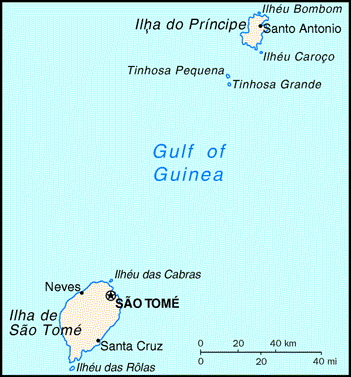 Ilhéu Bombom
Ilha do Príncipe
Santo Antonio
Ilhéu Caroço
Tinhosa Pequena
Tinhosa Grande
Gulf of
Guinea
Ilhéu das Cabras
Neves
SÃO TOMÉ
Ilha de
São Tomé
Santa Cruz
Ilhéu das Rôlas
0 20 40 km
0 20 40 mi